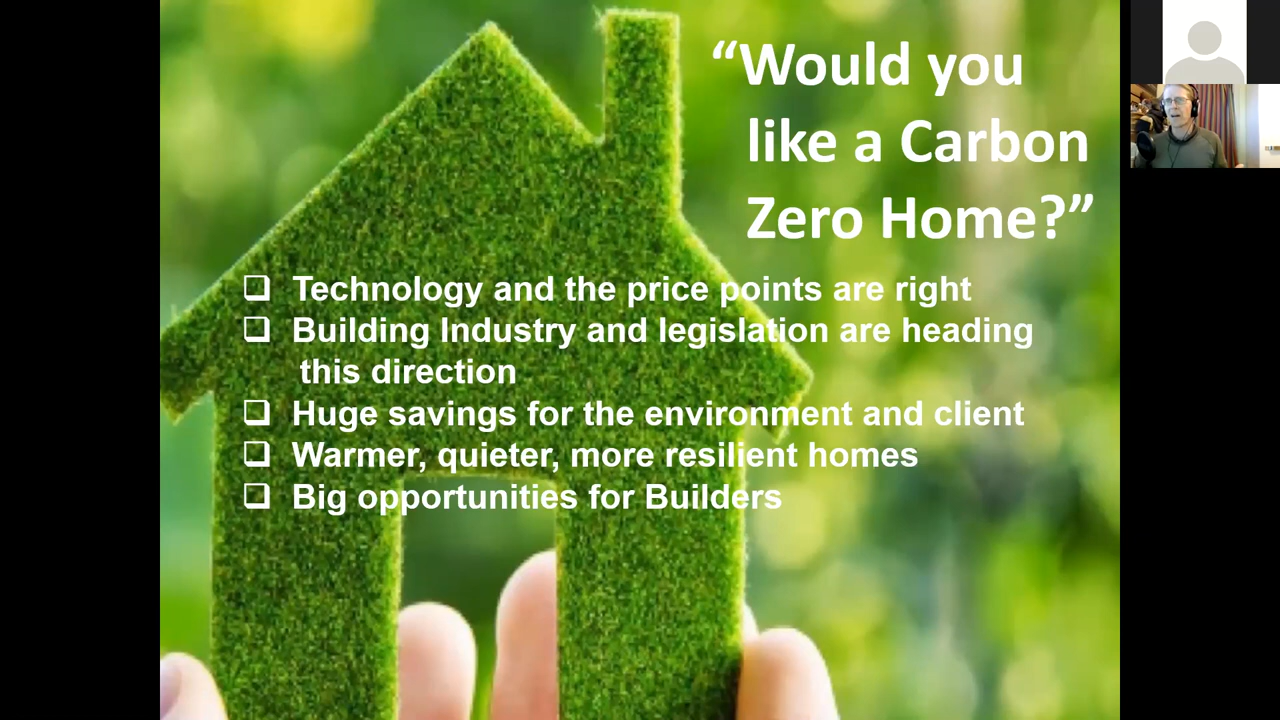 “Would you
like a Carbon
Zero Home?”
❑ Technology and the price points are right
❑ Building Industry and legislation are heading
this direction
❑ Huge savings for the environment and client
❑ Warmer, quieter, more resilient homes
❑ Big opportunities for Builders